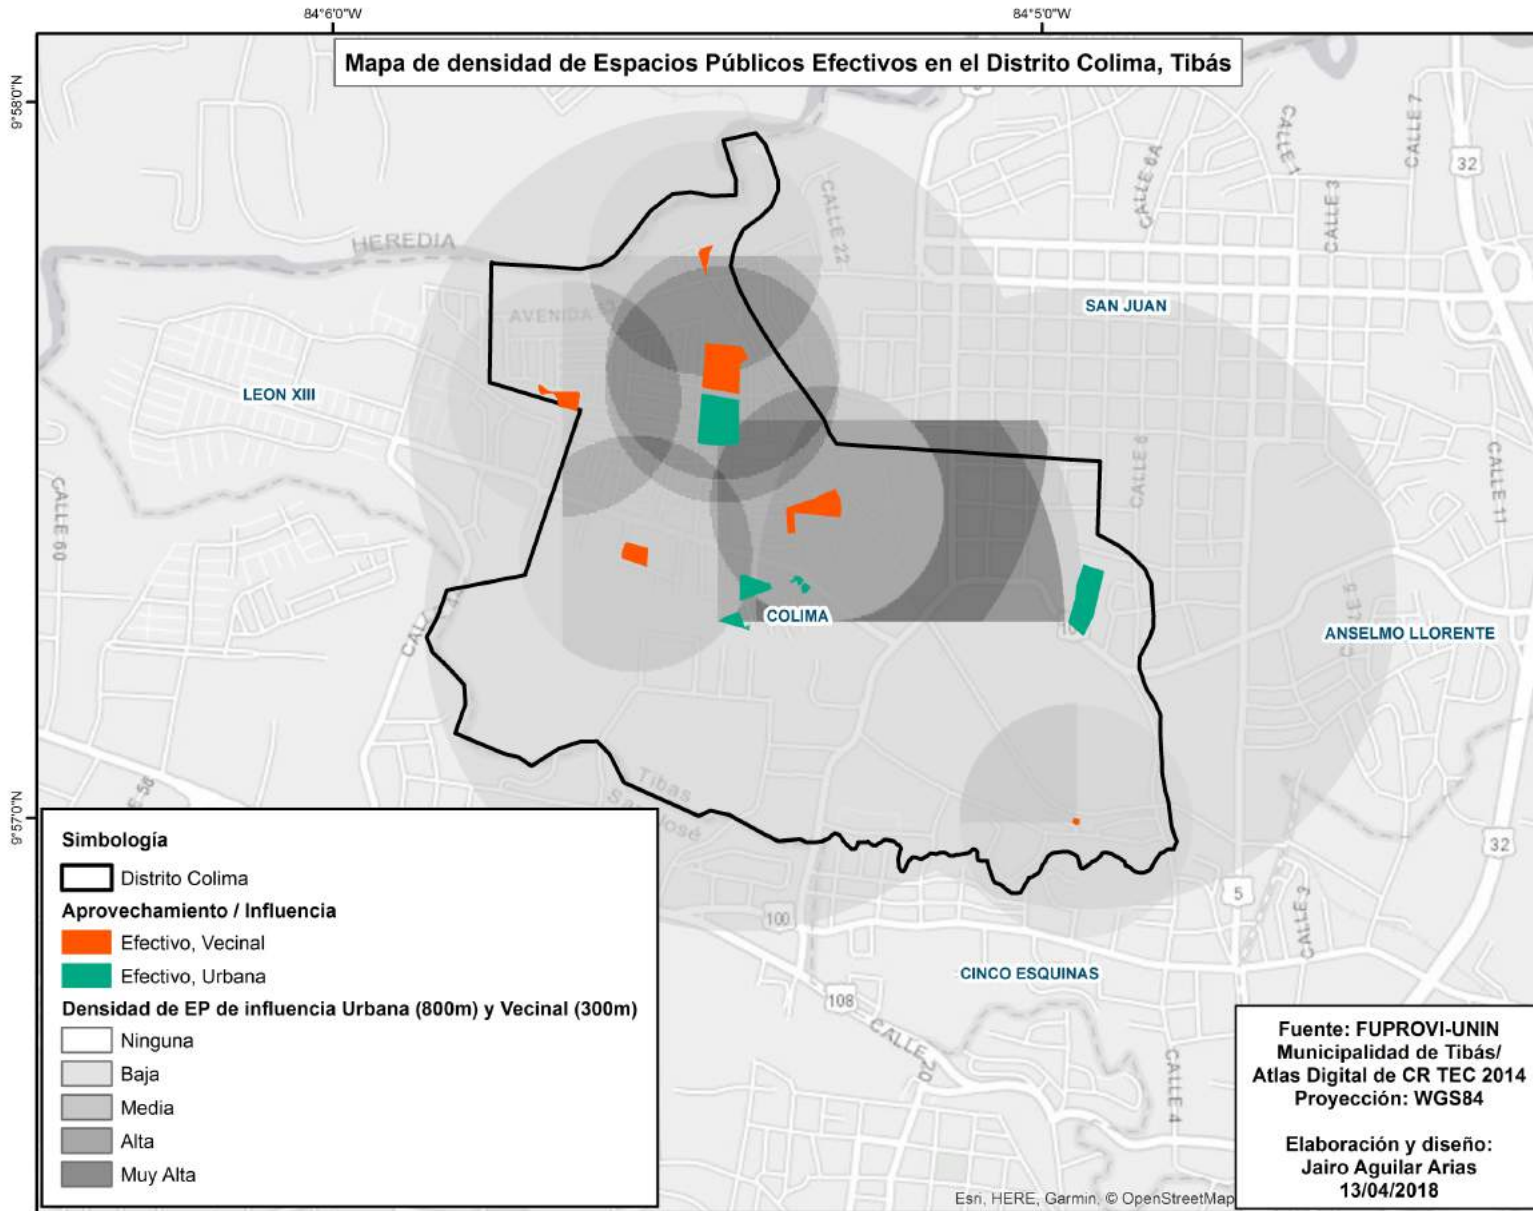 84°6'0"W
84°5'0"W
9°58'0"N
9°57'0"N
Mapa de densidad de Espacios Públicos Efectivos en el Distrito Colima, Tibás
CALLE 7
CALLE 1
CALLE 6A
CALLE 3
32
CALLE 22
HEREDIA
SAN JUAN
AVENIDA
LEON XIII
CALLE 6
CALLE 11
CALLE 60
COLIMA
ANSELMO LLORENTE
Tibas
San José
32
5
CALLE 3
100
CINCO ESQUINAS
108
CALLE 20
CALLE 4
Simbología
Distrito Colima
Aprovechamiento / Influencia
Efectivo, Vecinal
Efectivo, Urbana
Densidad de EP de influencia Urbana (800m) y Vecinal (300m)
Ninguna
Baja
Media
Alta
Muy Alta
Fuente: FUPROVI-UNIN
Municipalidad de Tibás/
Atlas Digital de CR TEC 2014
Proyección: WGS84
Elaboración y diseño:
Jairo Aguilar Arias
13/04/2018
Esri, HERE, Garmin, © OpenStreetMap